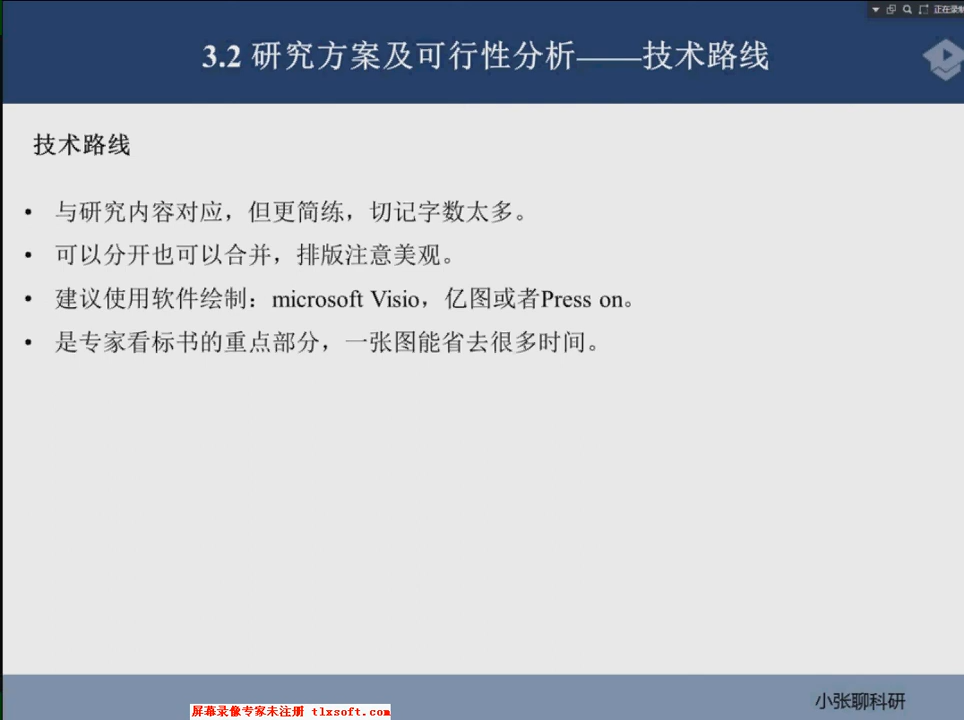 正在录制
3.2 研究方案及可行性分析——技术路线
技术路线
• 与研究内容对应，但更简练，切记字数太多。
• 可以分开也可以合并，排版注意美观。
• 建议使用软件绘制：microsoft Visio，亿图或者Press on。
• 是专家看标书的重点部分，一张图能省去很多时间。
小张聊科研
屏幕录像专家未注册 tlxsoft.com